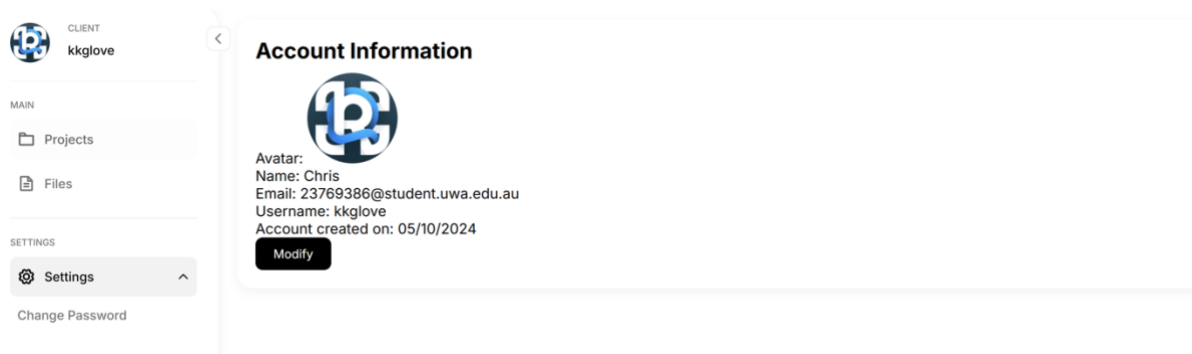 CLIENT
kkglove
MAIN
Projects
Files
SETTINGS
Settings
Change Password
Account Information
Avatar:
Name: Chris
Email: 23769386@student.uwa.edu.au
Username: kkglove
Account created on: 05/10/2024
Modify